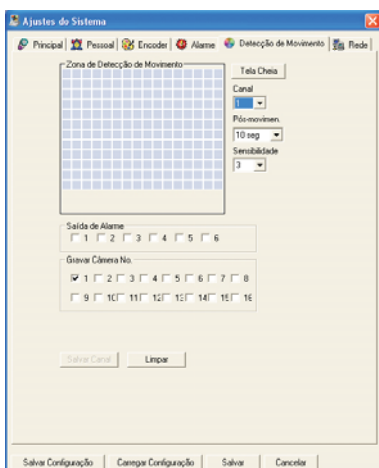 Ajustes do Sistema
Principal Pessoal Encoder Alarme Detecção de Movimento Rede
Zona de Detecção de Movimento
Tela Cheia
Canal
1
Pós-movimen.
10 seg
Sensibilidade
3
Saída de Alarme
1 2 3 4 5 6
Gravar Câmera No.
1 2 3 4 5 6 7 8
9 10 11 12 13 14 15 16
Salvar Canal Limpar
Salvar Configuração Carregar Configuração Salvar Cancelar